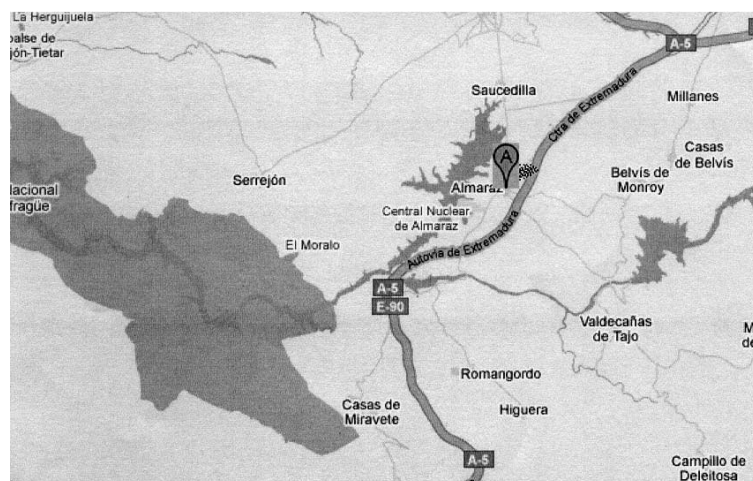 La Herguijuela
balse de
jón-Tietar
A-5
Saucedilla
Ctra de Extremadura
Millanes
Casas
de Belvís
A
Belvís de
Monroy
Serrejón
Almaraz
Nacional
fragüe
Central Nuclear
de Almaraz
El Moralo
Autovía de Extremadura
A-5
E-90
Valdecañas
de Tajo
M
de
Romangordo
Casas de
Miravete
Higuera
A-5
Campillo de
Deleitosa